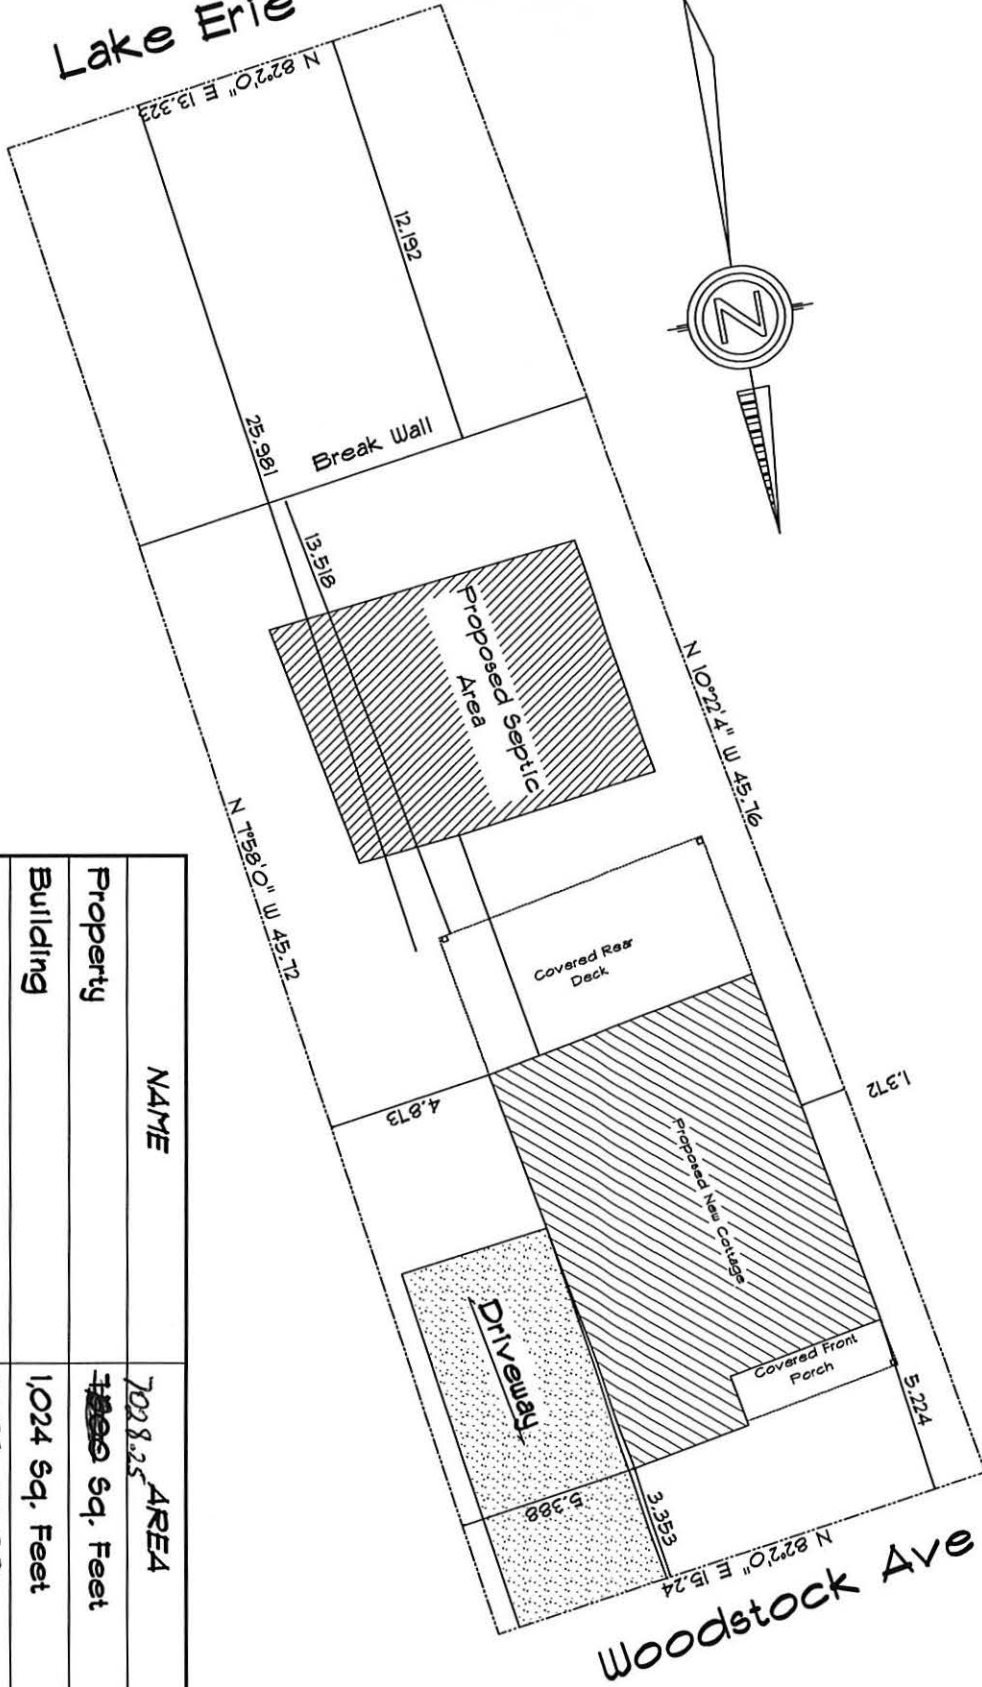 Lake Erie
N 82°2'0" E 13.323
12.192
25.981
Break Wall
13.518
Proposed Septic
Area
N 10°22'4" W 45.76
N 7°58'0" W 45.72
Covered Rear
Deck
4.873
1.372
Proposed New Cottage
Driveway
Covered Front
Porch
5.224
5.388
3.353
N 82°2'0" E 15.24
Woodstock Ave
N
NAME
AREA
Property
7028.25
Sq. Feet
Building
1,024 Sq. Feet